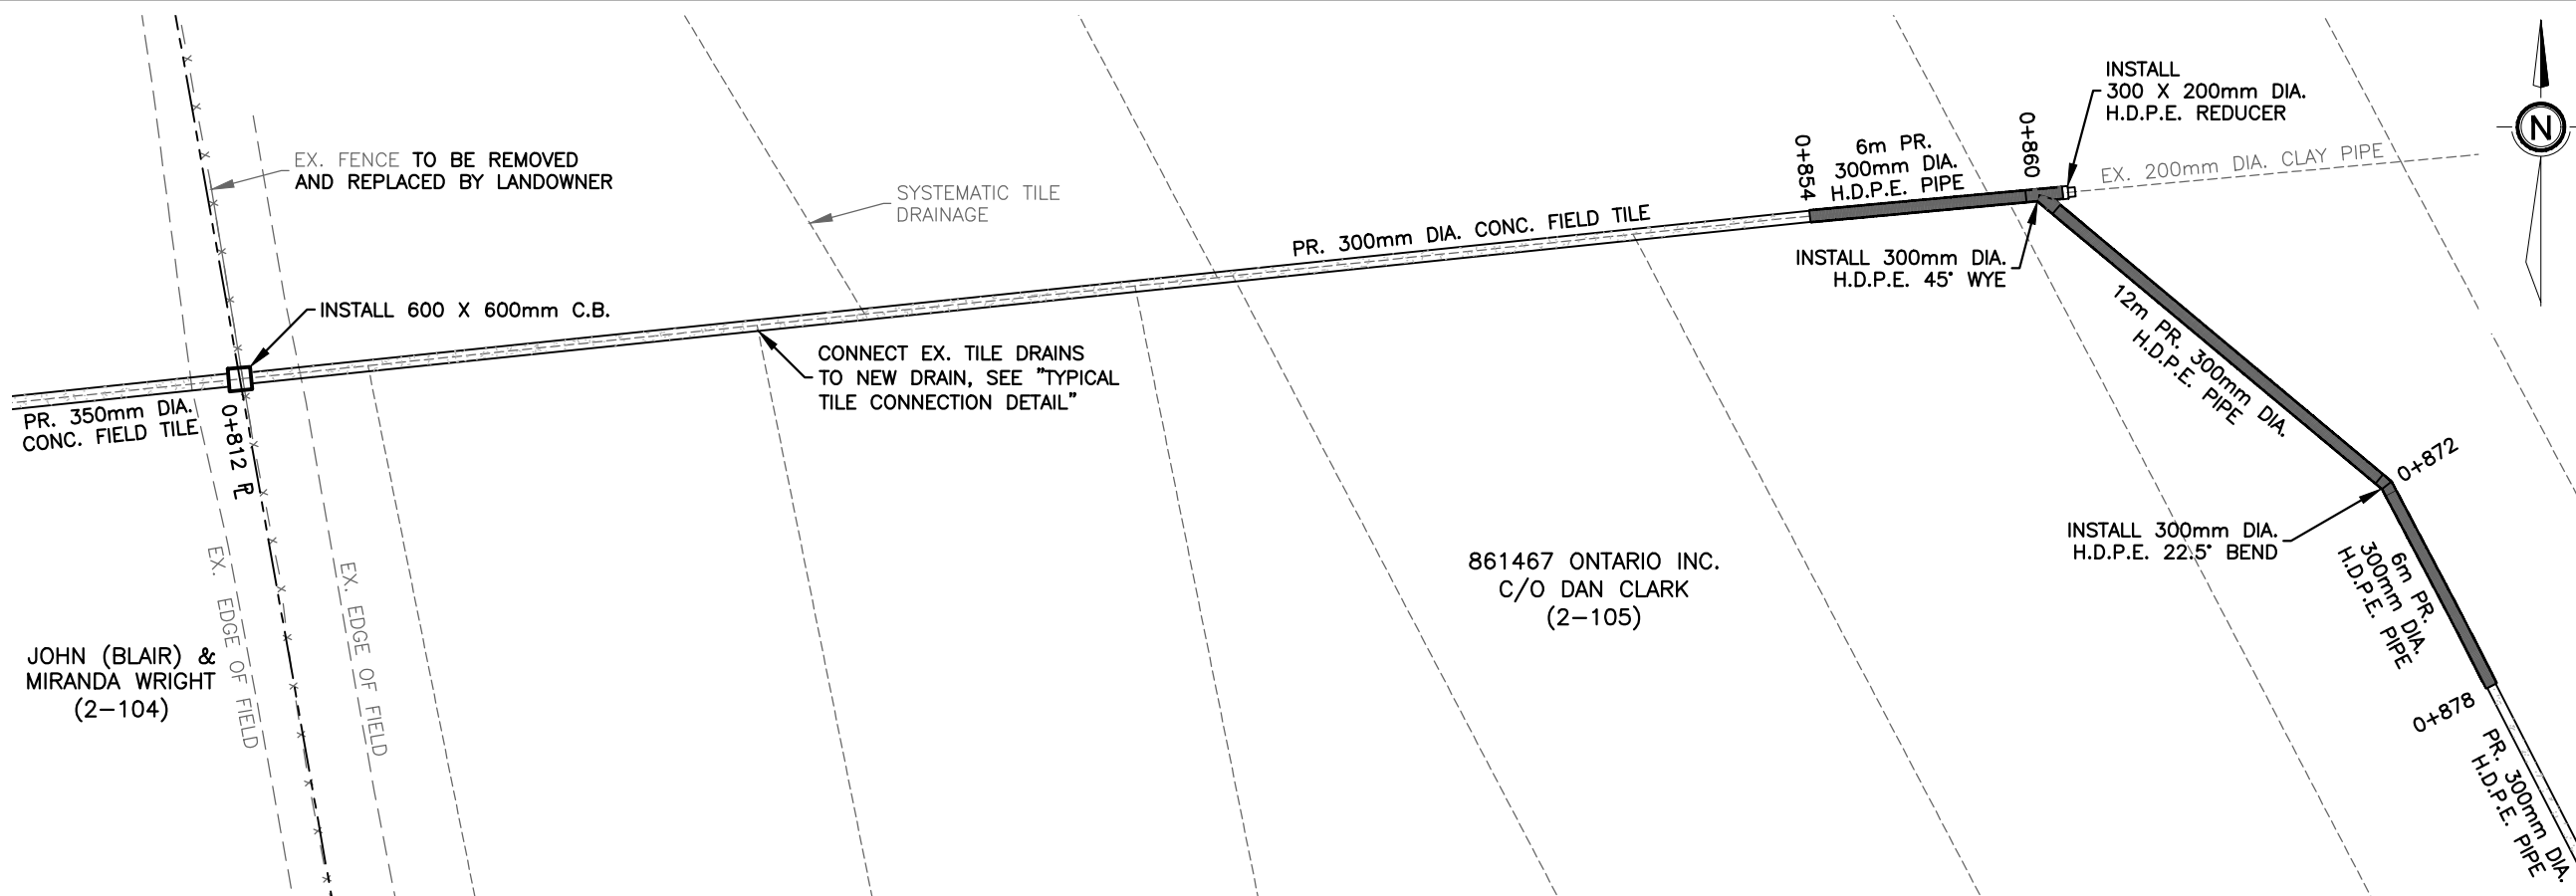 INSTALL
300 X 200mm DIA.
H.D.P.E. REDUCER
N
0+860
0+854
6m PR.
300mm DIA.
H.D.P.E. PIPE
EX. 200mm DIA. CLAY PIPE
EX. FENCE TO BE REMOVED
AND REPLACED BY LANDOWNER
SYSTEMATIC TILE
DRAINAGE
PR. 300mm DIA. CONC. FIELD TILE
INSTALL 300mm DIA.
H.D.P.E. 45° WYE
INSTALL 600 X 600mm C.B.
CONNECT EX. TILE DRAINS
TO NEW DRAIN, SEE "TYPICAL
TILE CONNECTION DETAIL"
12m PR. 300mm DIA.
H.D.P.E. PIPE
PR. 350mm DIA.
CONC. FIELD TILE
0+812 PL
0+872
INSTALL 300mm DIA.
H.D.P.E. 22.5° BEND
6m PR.
300mm DIA.
H.D.P.E. PIPE
861467 ONTARIO INC.
C/O DAN CLARK
(2-105)
EX. EDGE OF FIELD
EX. EDGE OF FIELD
JOHN (BLAIR) &
MIRANDA WRIGHT
(2-104)
0+878
PR. 300mm DIA.
H.D.P.E. PIPE